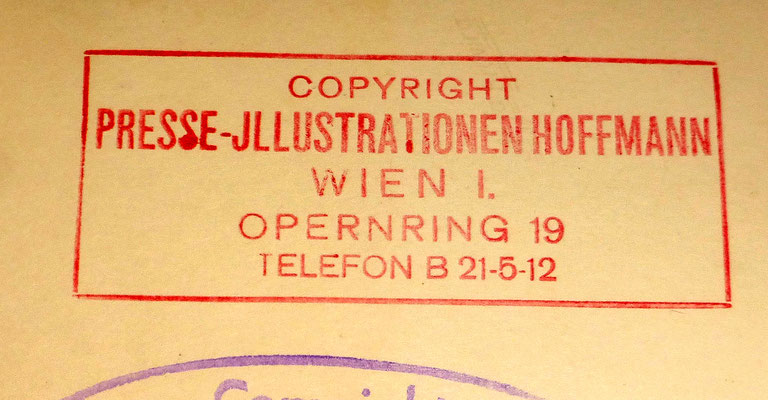 COPYRIGHT
PRESSE-JLLUSTRATIONEN HOFFMANN
WIEN I.
OPERNRING 19
TELEFON B 21-5-12